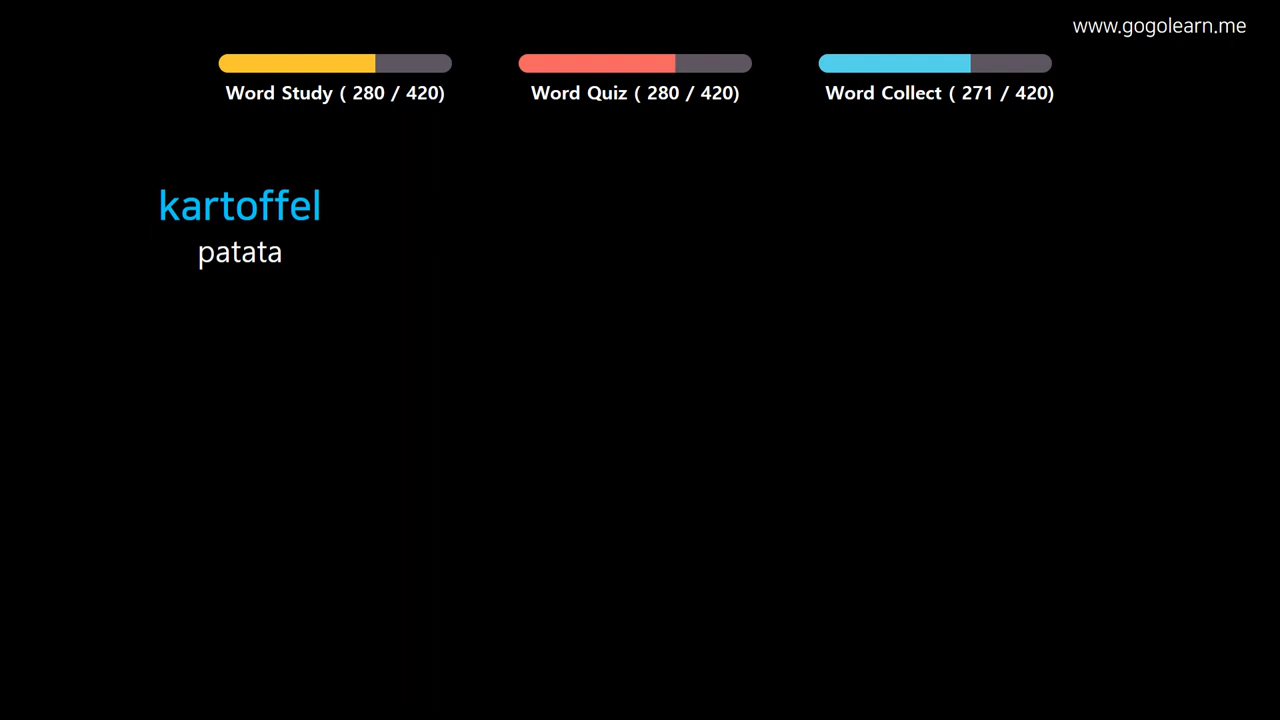 www.gogolearn.me
Word Study ( 280 / 420)
Word Quiz ( 280 / 420)
Word Collect ( 271 / 420)
kartoffel
patata